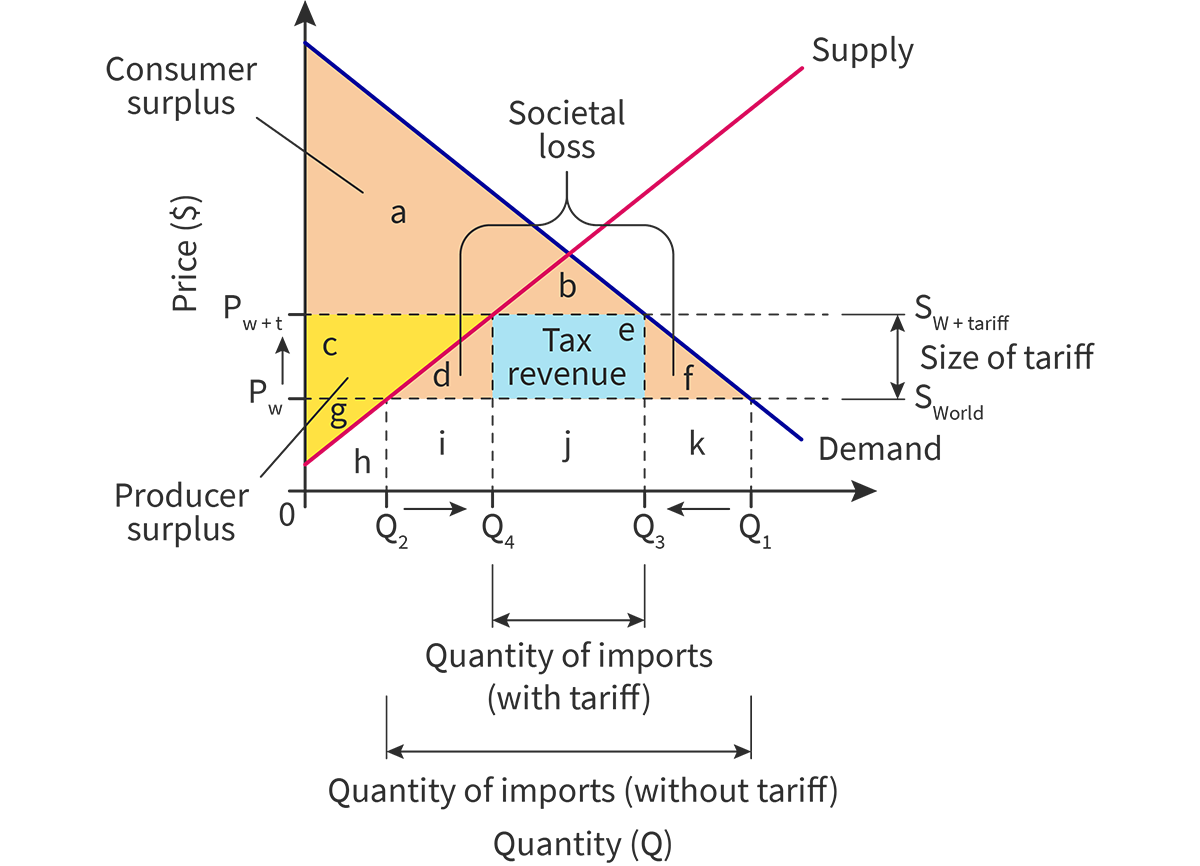 Supply
Consumer
surplus
Societal
loss
a
Price ($)
b
P w + t
S W + tariff
c
Tax
revenue
e
Size of tariff
d
f
P w
S World
g
h
i
j
k
Demand
Producer
surplus
0
Q2
Q4
Q3
Q1
Quantity of imports
(with tariff)
Quantity of imports (without tariff)
Quantity (Q)